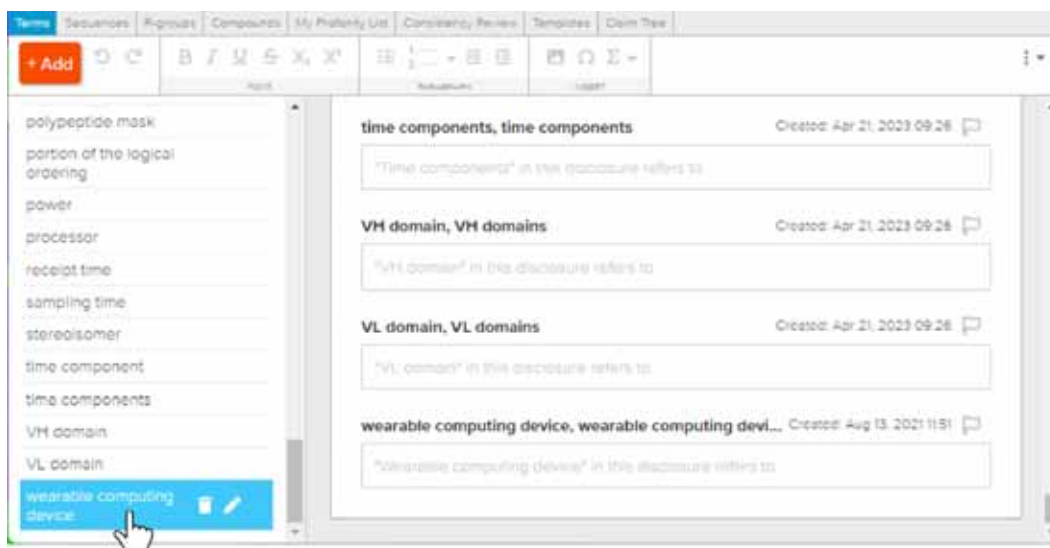 Terms Sequences R-groups Compounds My Profanity List Consistency Review Templates Claim Tree
+ Add
B I U S X, X'
Σ
polypeptide mask
portion of the logical
ordering
power
processor
receipt time
sampling time
stereoisomer
time component
time components
VH domain
VL domain
wearable computing
device
time components, time components Created: Apr 21, 2023 09:26
"Time components" in this disclosure refers to
VH domain, VH domains Created: Apr 21, 2023 09:26
"VH domain" in this disclosure refers to
VL domain, VL domains Created: Apr 21, 2023 09:26
"VL domain" in this disclosure refers to
wearable computing device, wearable computing devi... Created: Aug 13, 2021 11:51
"Wearable computing device" in this disclosure refers to